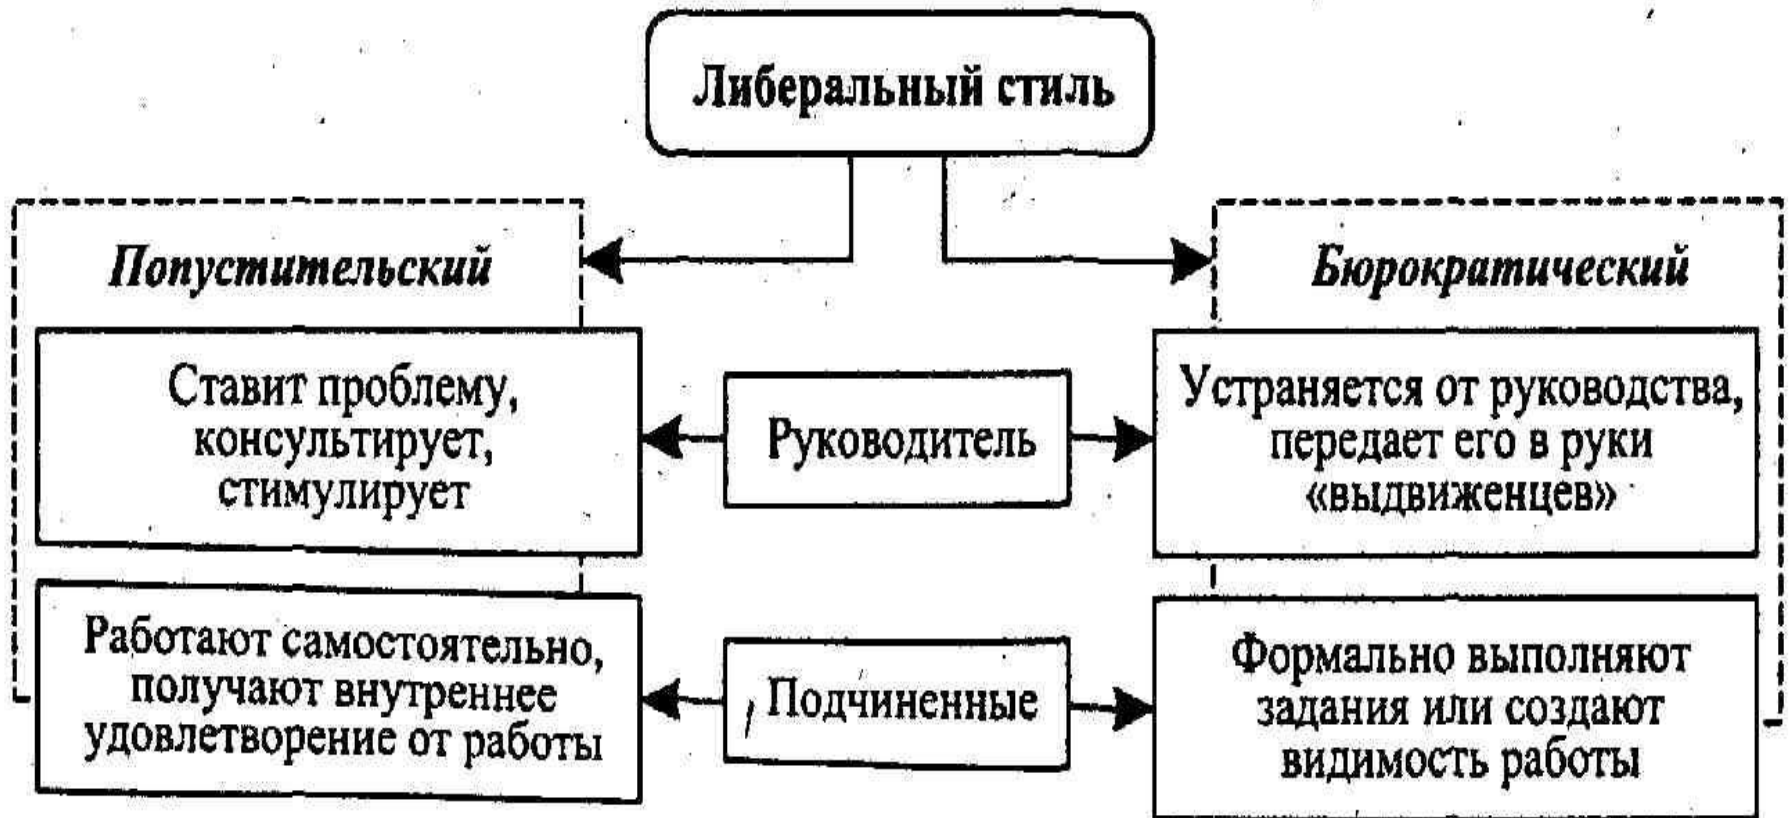 Либеральный стиль
Попустительский
Бюрократический
Ставит проблему,
консультирует,
стимулирует
Руководитель
Устраняется от руководства,
передает его в руки
«выдвиженцев»
Работают самостоятельно,
получают внутреннее
удовлетворение от работы
Подчиненные
Формально выполняют
задания или создают
видимость работы